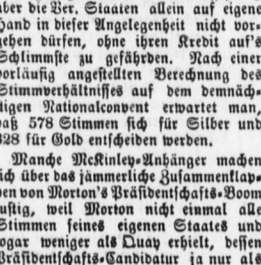 über die Ver. Staaten allein auf eigene
Hand in dieser Angelegenheit nicht vor-
gehen dürfen, ohne ihren Kredit auf's
Schlimmste zu gefährden. Nach einer
vorläufig angestellten Berechnung des
Stimmverhältnisses auf dem demnäch-
tigen Nationalconvent erwartet man,
daß 578 Stimmen sich für Silber und
328 für Gold entscheiden werden.
Manche McKinley-Anhänger machen
sich über das jämmerliche Zusammenklap-
pen von Morton's Präsidentschafts-Boom
lustig, weil Morton nicht einmal alle
Stimmen seines eigenen Staates und
sogar weniger als Quay erhielt, dessen
Präsidentschafts-Candidatur ja nur als